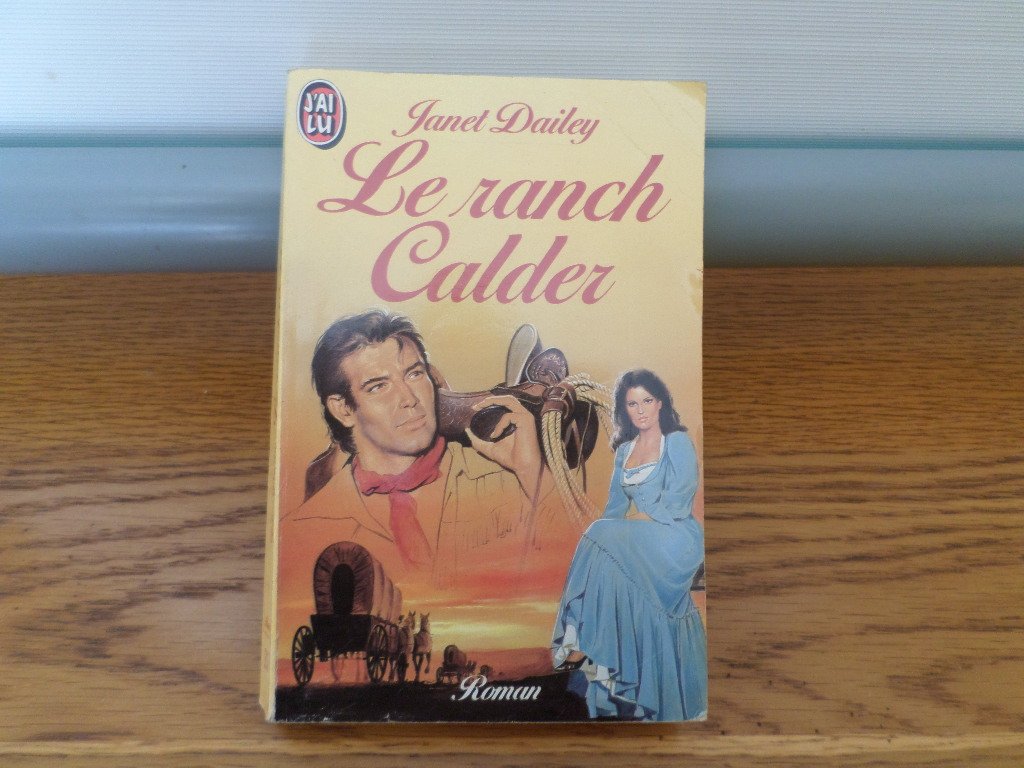 J'AI
LU
Janet Dailey
Le ranch
Calder
Roman